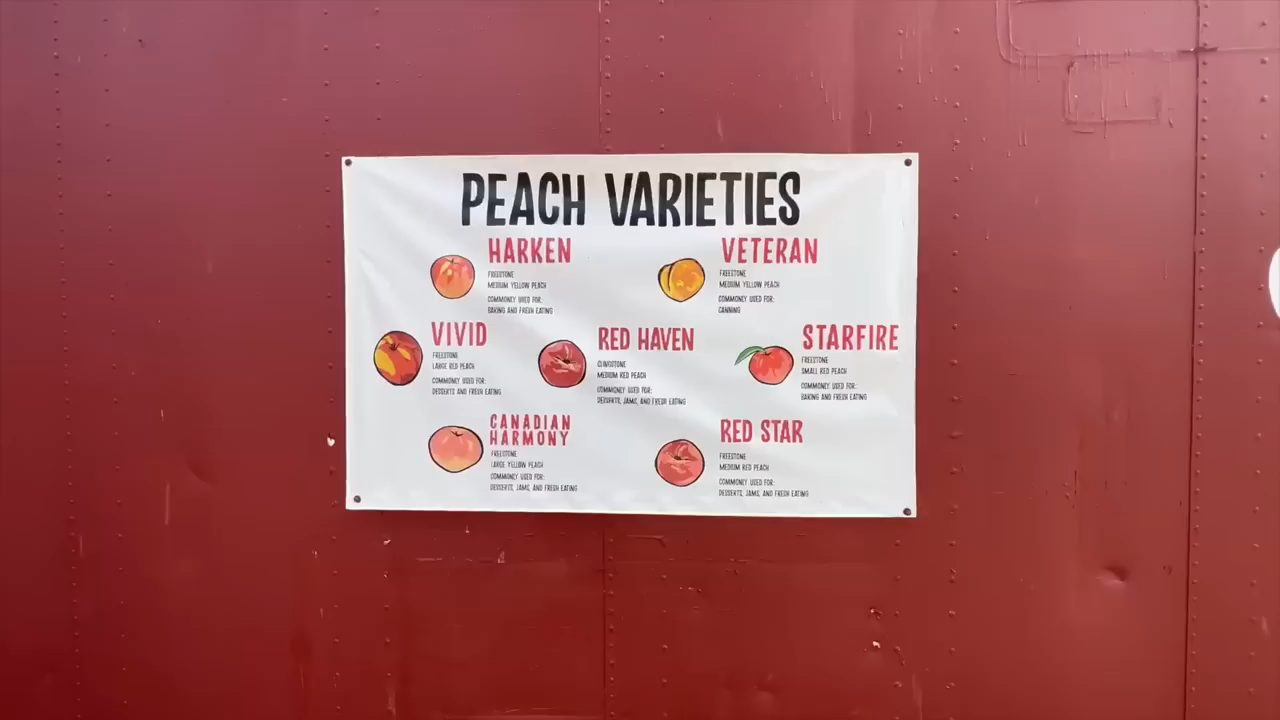 PEACH VARIETIES
HARKEN
FREESTONE
MEDIUM YELLOW PEACH
COMMONLY USED FOR:
BAKING AND FRESH EATING
VETERAN
FREESTONE
MEDIUM YELLOW PEACH
COMMONLY USED FOR:
CANNING
VIVID
FREESTONE
LARGE RED PEACH
COMMONLY USED FOR:
DESSERTS AND FRESH EATING
RED HAVEN
CLINGSTONE
MEDIUM RED PEACH
COMMONLY USED FOR:
DESSERTS, JAMS, AND FRESH EATING
STARFIRE
FREESTONE
SMALL RED PEACH
COMMONLY USED FOR:
BAKING AND FRESH EATING
CANADIAN
HARMONY
FREESTONE
LARGE YELLOW PEACH
COMMONLY USED FOR:
DESSERTS, JAMS, AND FRESH EATING
RED STAR
FREESTONE
MEDIUM RED PEACH
COMMONLY USED FOR:
DESSERTS, JAMS, AND FRESH EATING